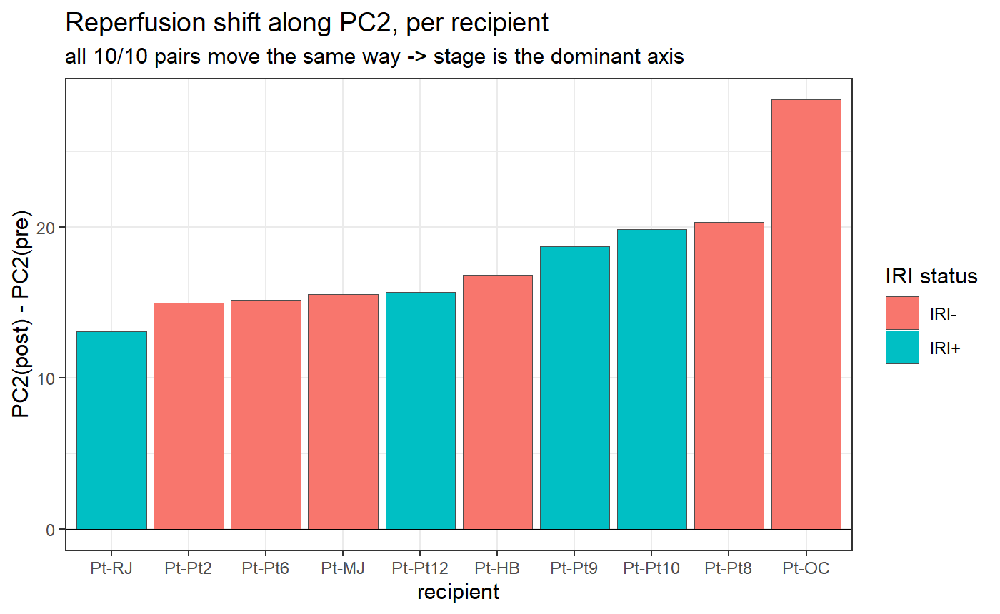 Reperfusion shift along PC2, per recipient
all 10/10 pairs move the same way -> stage is the dominant axis
PC2(post) - PC2(pre)
20
10
0
Pt-RJ Pt-Pt2 Pt-Pt6 Pt-MJ Pt-Pt12 Pt-HB Pt-Pt9 Pt-Pt10 Pt-Pt8 Pt-OC
recipient
IRI status
IRI-
IRI+